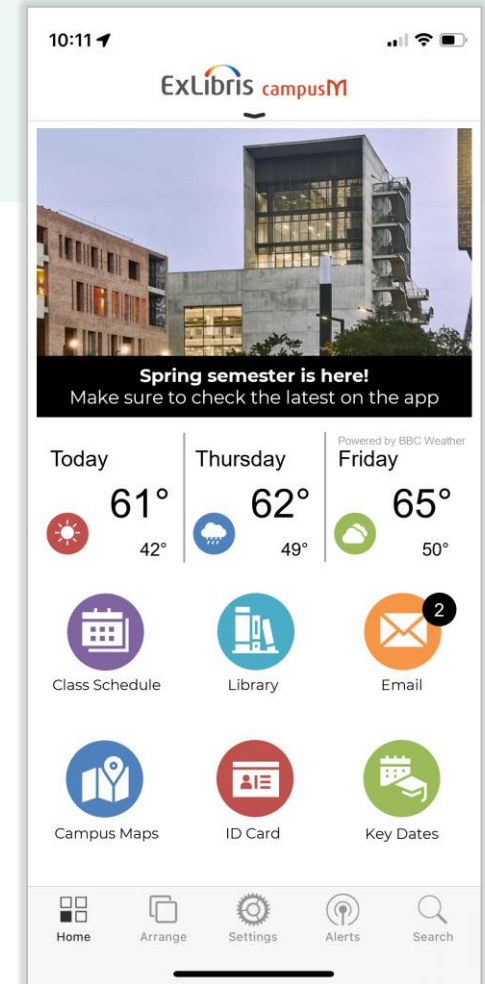 10:11
ExLibris campusM
Spring semester is here!
Make sure to check the latest on the app
Powered by BBC Weather
Today
61°
42°
Thursday
62°
49°
Friday
65°
50°
2
Class Schedule
Library
Email
Campus Maps
ID Card
Key Dates
Home
Arrange
Settings
Alerts
Search